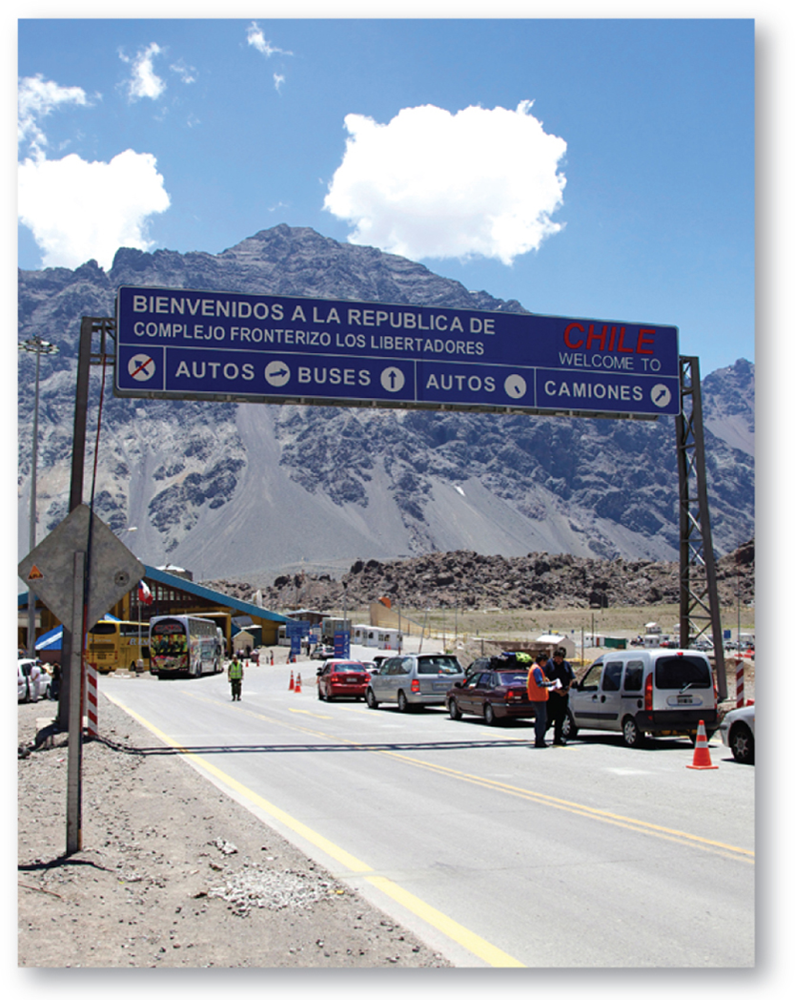 BIENVENIDOS A LA REPUBLICA DE
CHILE
COMPLEJO FRONTERIZO LOS LIBERTADORES
WELCOME TO
AUTOS BUSES AUTOS CAMIONES